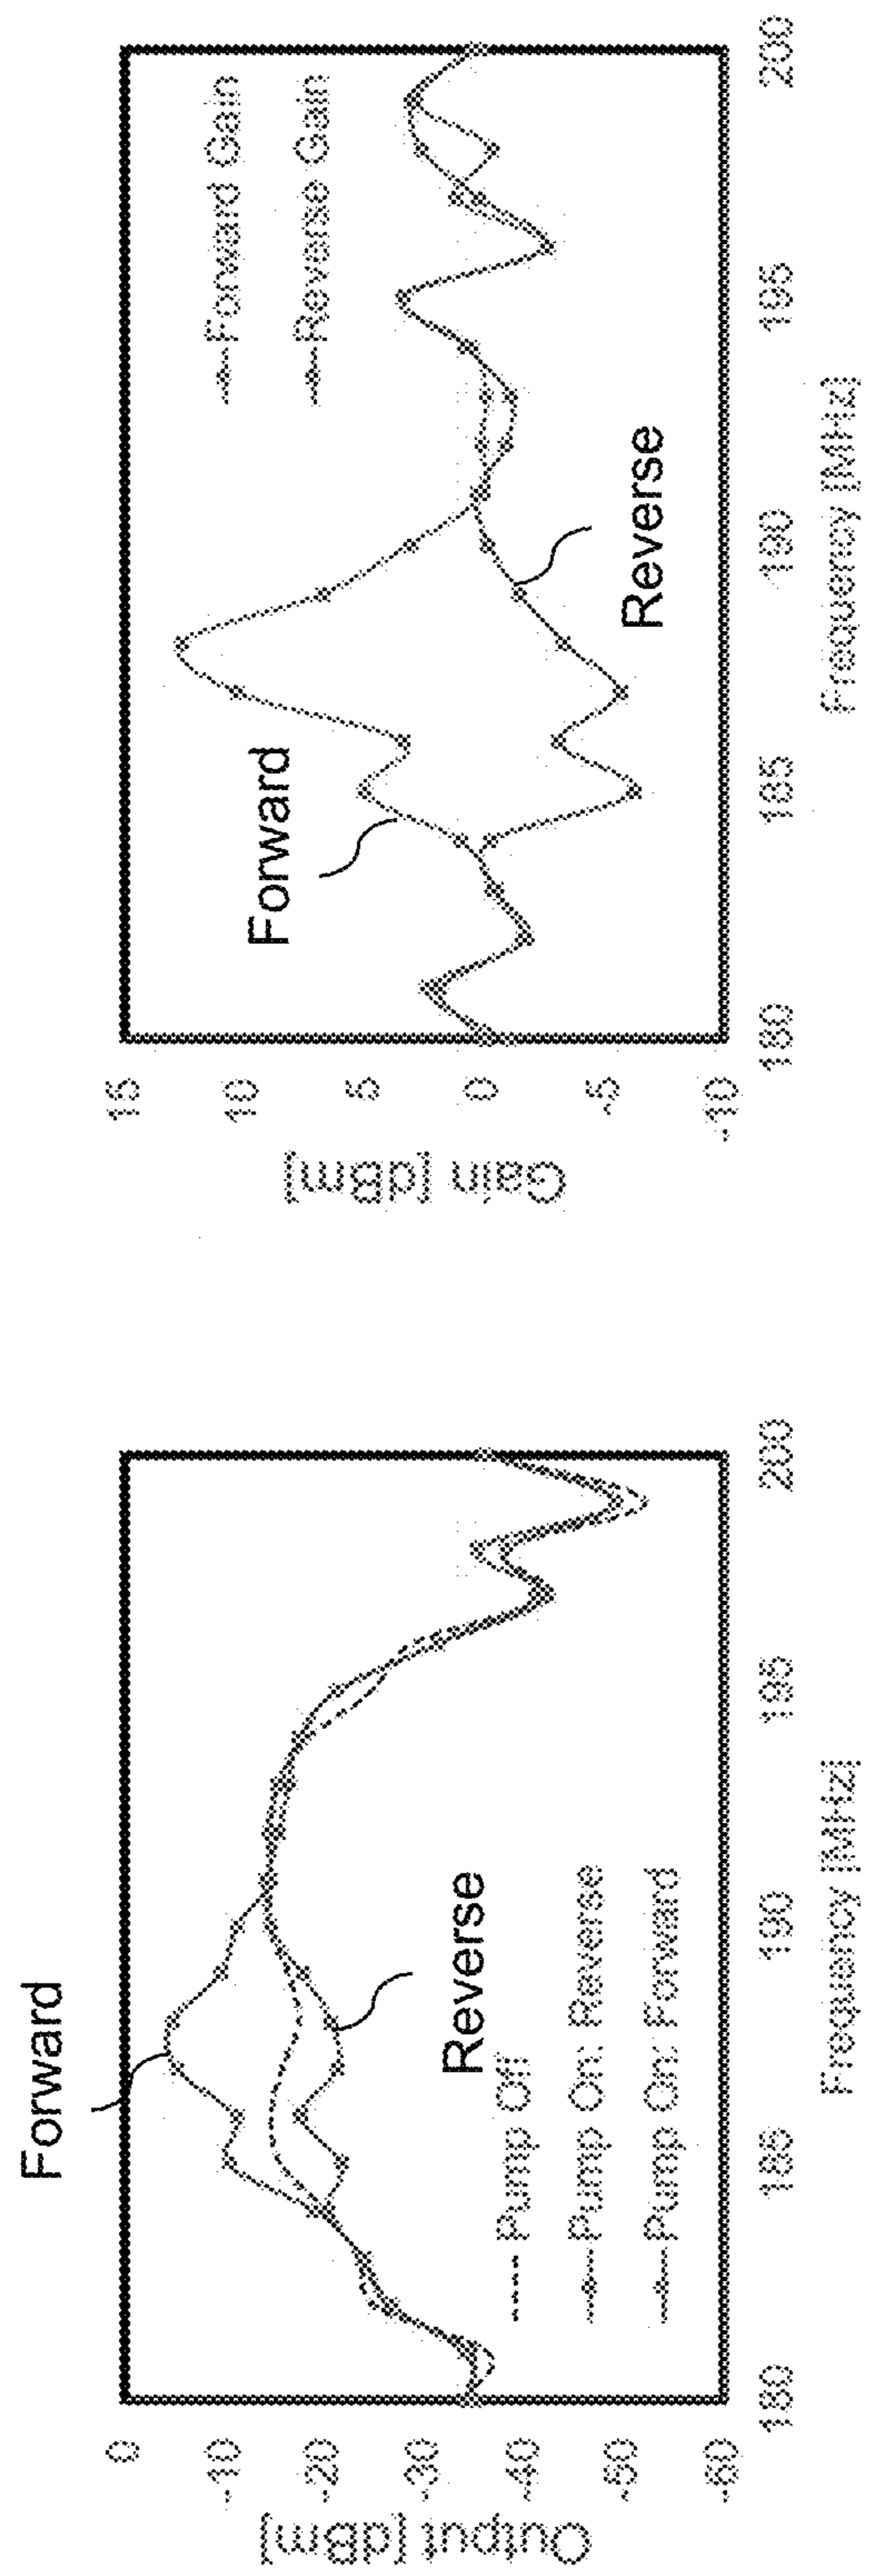 Forward
Output [dBm]
0
-10
-20
-30
-40
-50
-60
Reverse
Pump Off
Pump On: Reverse
Pump On: Forward
180
185
190
195
200
Frequency [MHz]
Gain [dBm]
15
10
5
0
-5
-10
Forward
Forward Gain
Reverse Gain
Reverse
180
185
190
195
200
Frequency [MHz]